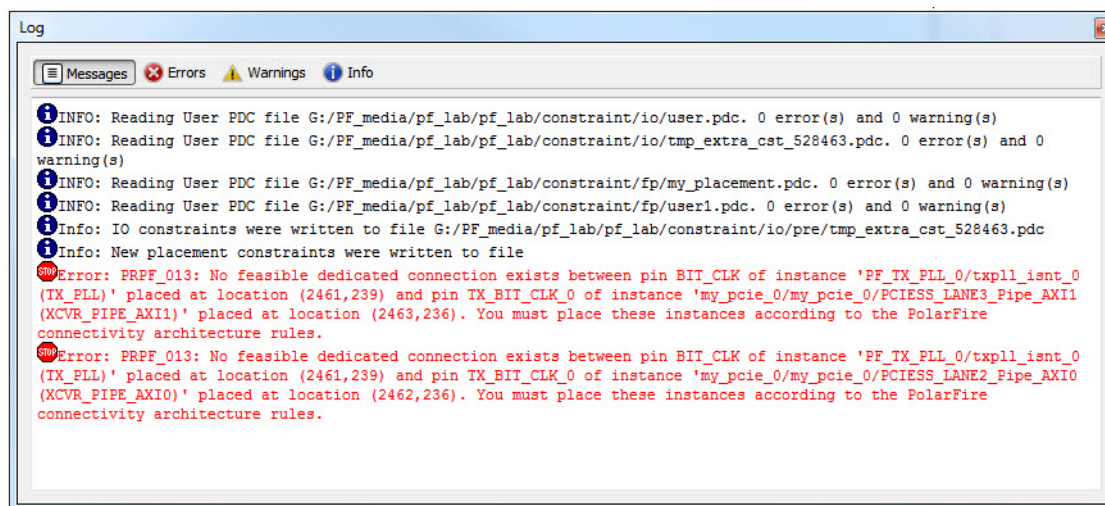 Log
Messages Errors Warnings Info
INFO: Reading User PDC file G:/PF_media/pf_lab/pf_lab/constraint/io/user.pdc. 0 error(s) and 0 warning(s)
INFO: Reading User PDC file G:/PF_media/pf_lab/pf_lab/constraint/io/tmp_extra_cst_528463.pdc. 0 error(s) and 0
warning(s)
INFO: Reading User PDC file G:/PF_media/pf_lab/pf_lab/constraint/fp/my_placement.pdc. 0 error(s) and 0 warning(s)
INFO: Reading User PDC file G:/PF_media/pf_lab/pf_lab/constraint/fp/user1.pdc. 0 error(s) and 0 warning(s)
Info: IO constraints were written to file G:/PF_media/pf_lab/pf_lab/constraint/io/pre/tmp_extra_cst_528463.pdc
Info: New placement constraints were written to file
STOP Error: PRPF_013: No feasible dedicated connection exists between pin BIT_CLK of instance 'PF_TX_PLL_0/txpll_isnt_0
(TX_PLL)' placed at location (2461,239) and pin TX_BIT_CLK_0 of instance 'my_pcie_0/my_pcie_0/PCIESS_LANE3_Pipe_AXI1
(XCVR_PIPE_AXI1)' placed at location (2463,236). You must place these instances according to the PolarFire
connectivity architecture rules.
STOP Error: PRPF_013: No feasible dedicated connection exists between pin BIT_CLK of instance 'PF_TX_PLL_0/txpll_isnt_0
(TX_PLL)' placed at location (2461,239) and pin TX_BIT_CLK_0 of instance 'my_pcie_0/my_pcie_0/PCIESS_LANE2_Pipe_AXI0
(XCVR_PIPE_AXI0)' placed at location (2462,236). You must place these instances according to the PolarFire
connectivity architecture rules.